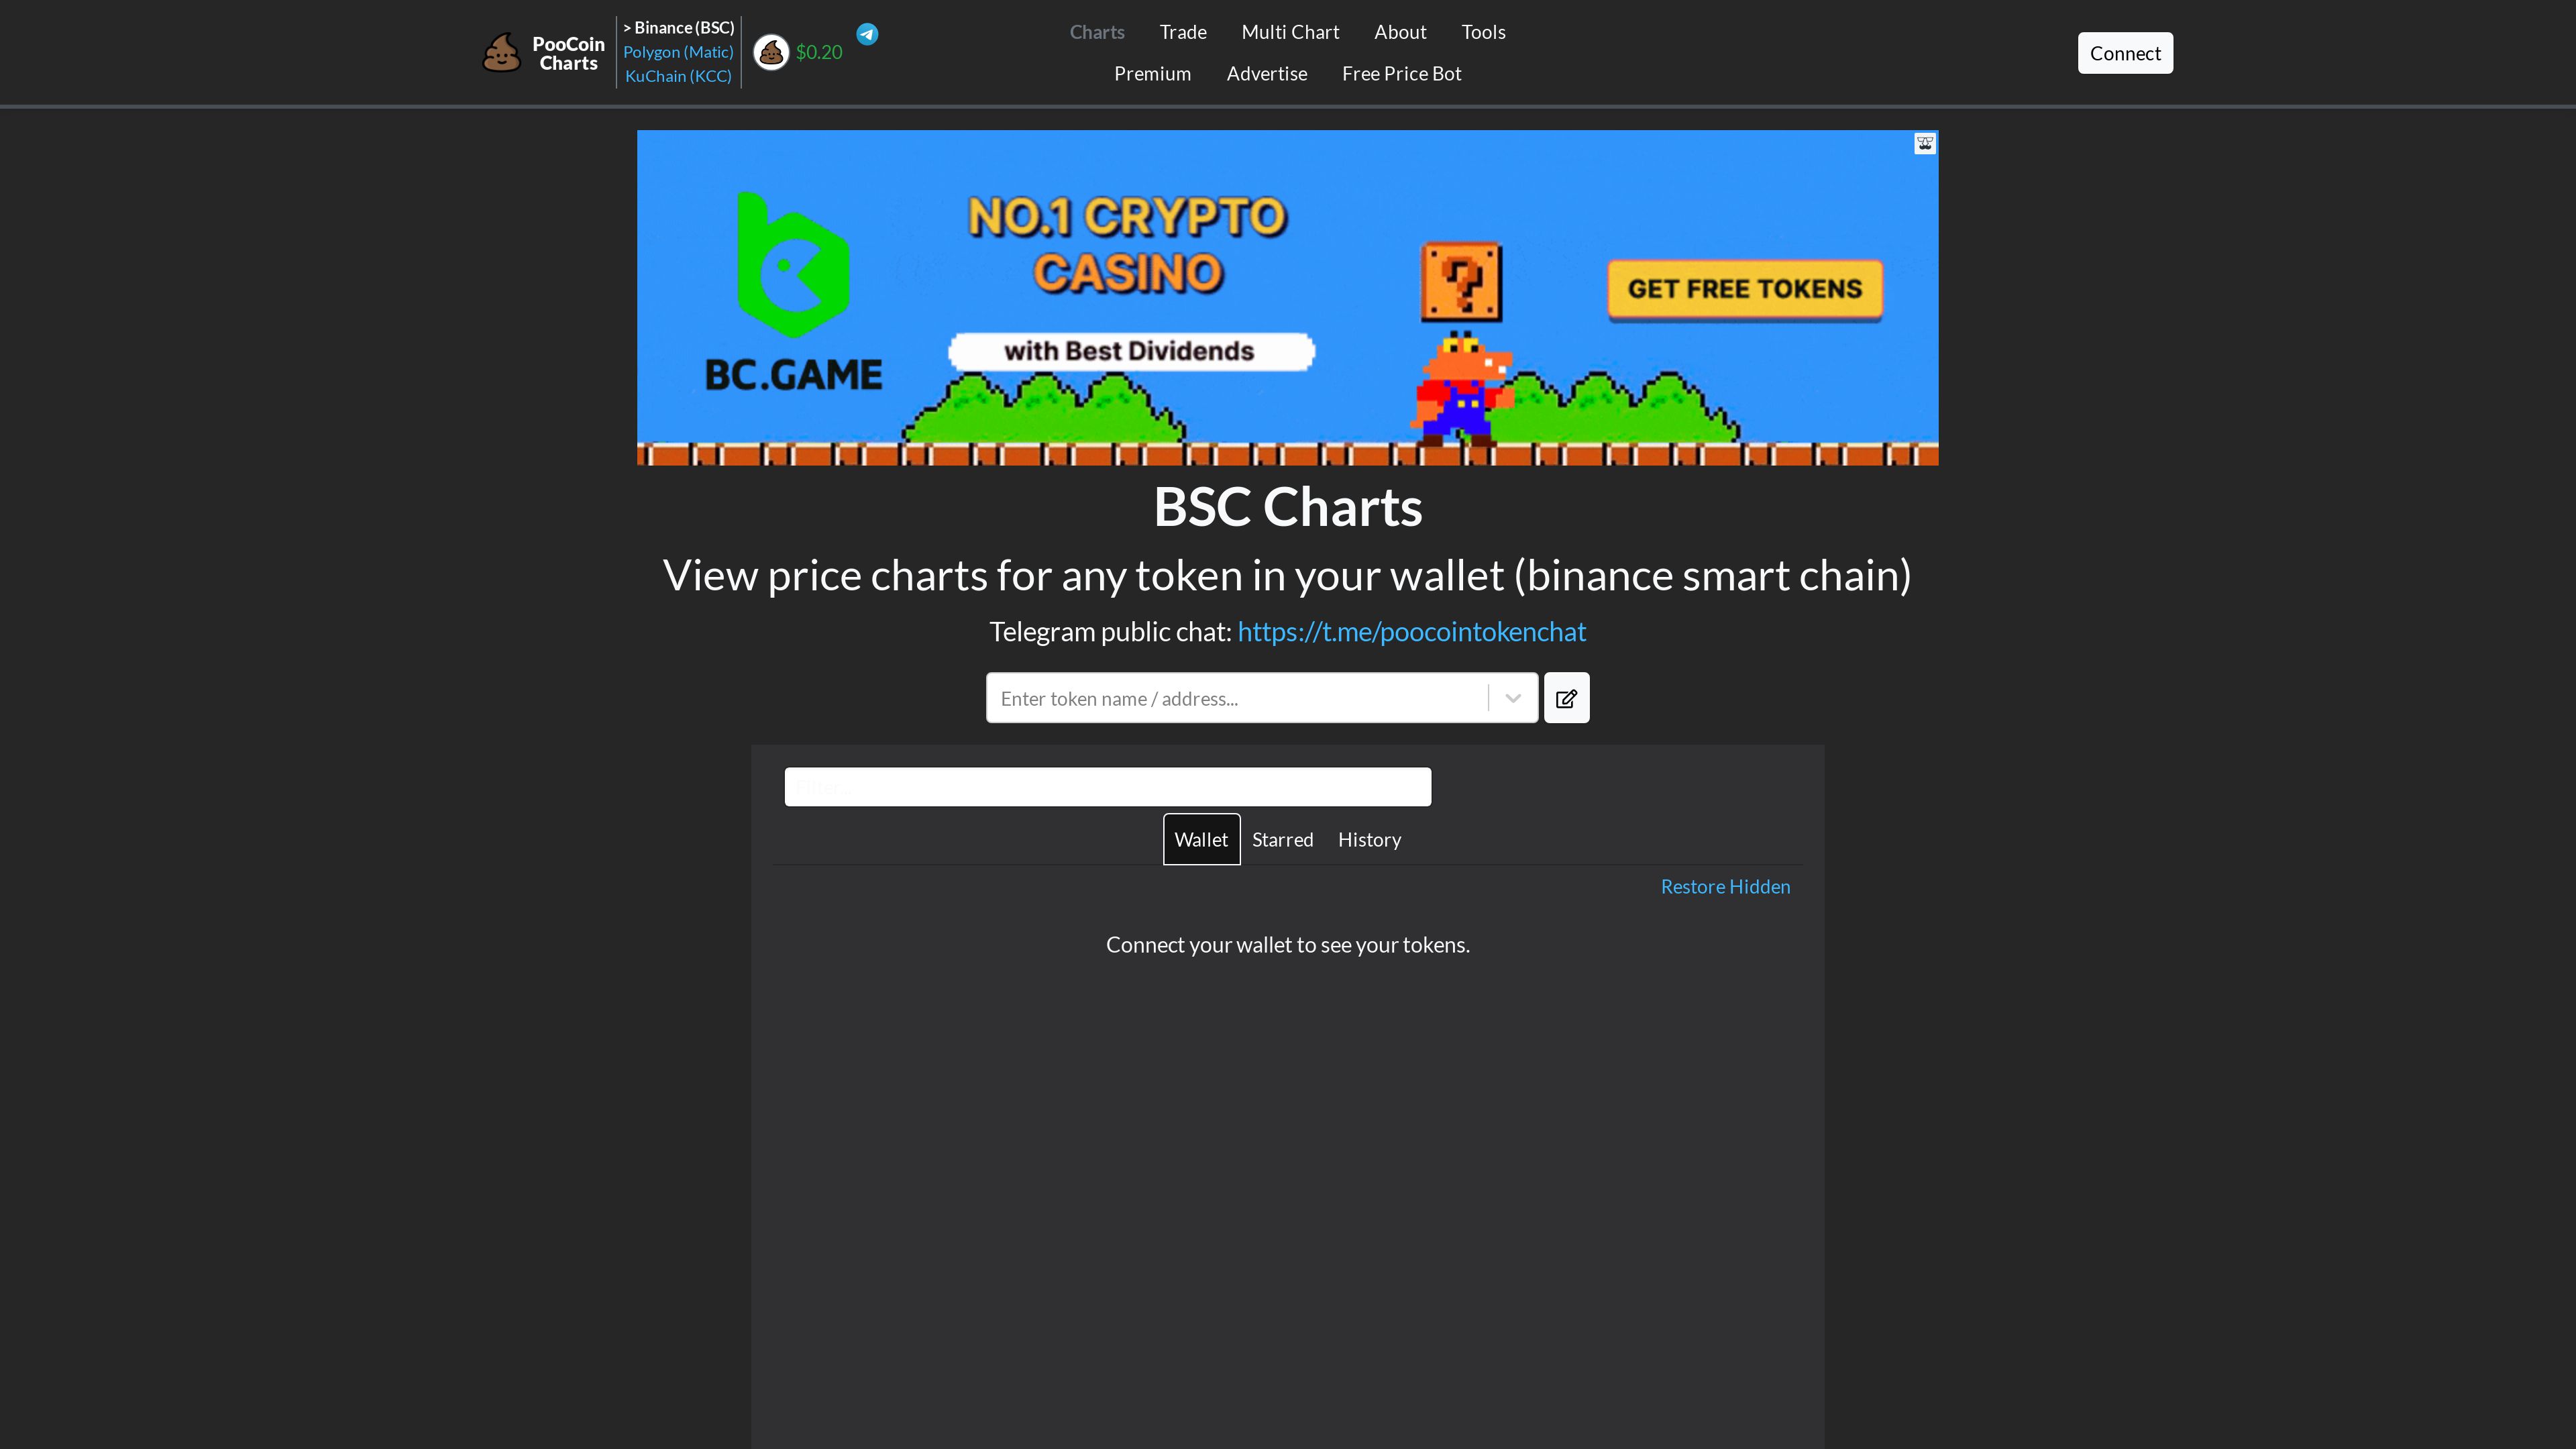 PooCoin
Charts
> Binance (BSC)
Polygon (Matic)
KuChain (KCC)
$0.20
Charts Trade Multi Chart About Tools
Premium Advertise Free Price Bot
Connect
NO.1 CRYPTO
CASINO
with Best Dividends
BC.GAME
?
GET FREE TOKENS
BSC Charts
View price charts for any token in your wallet (binance smart chain)
Telegram public chat: https://t.me/poocointokenchat
Enter token name / address...
Wallet Starred History
Restore Hidden
Connect your wallet to see your tokens.